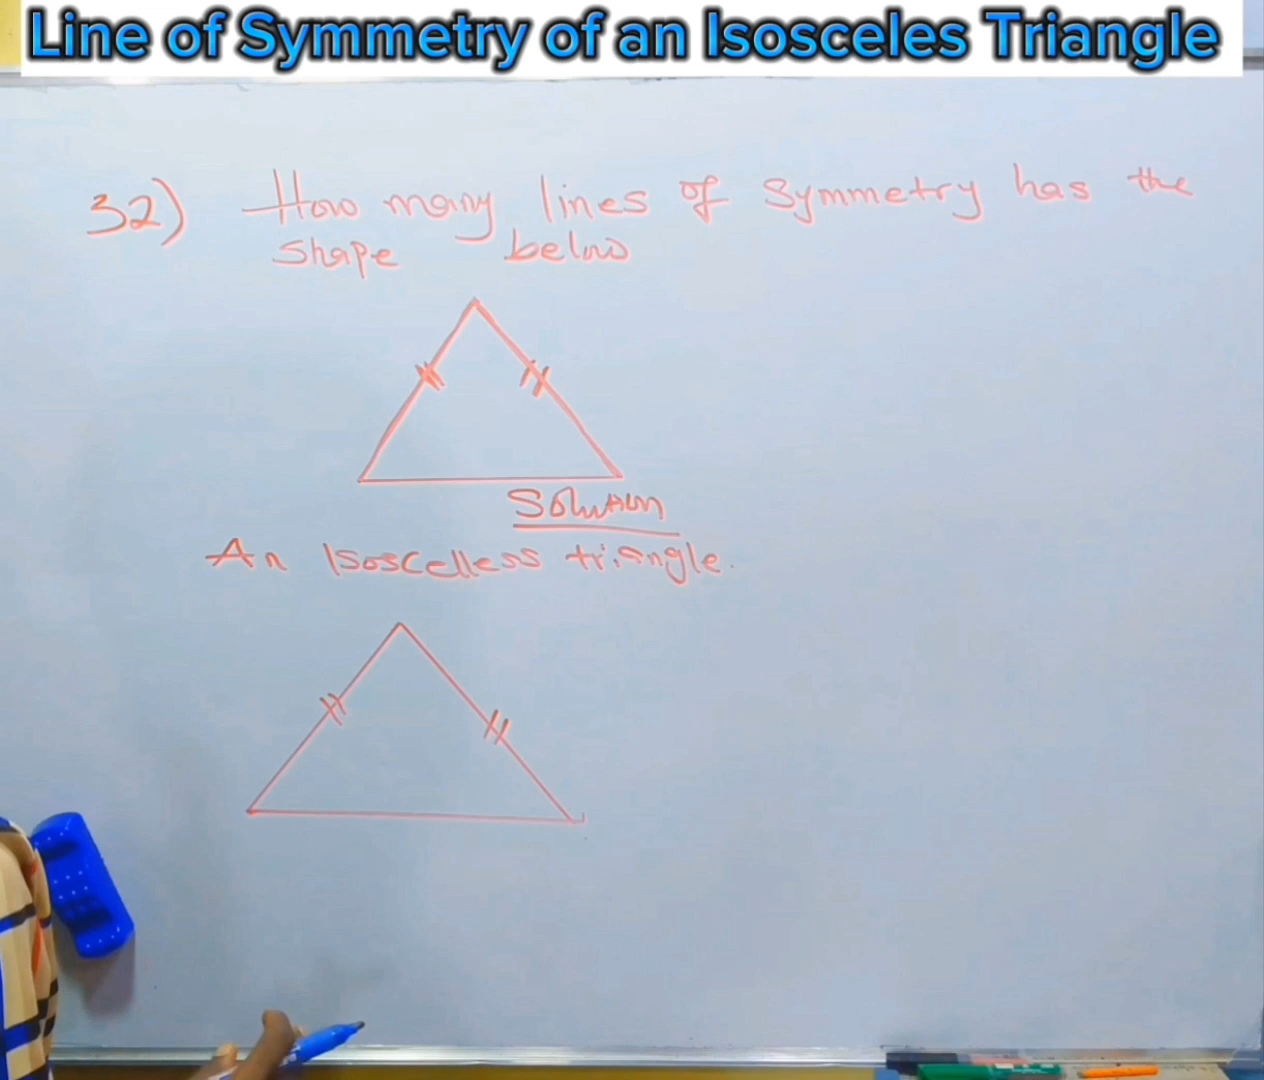 Line of Symmetry of an Isosceles Triangle
32) How many lines of symmetry has the
shape below
Solution
An Isoscelless triangle.